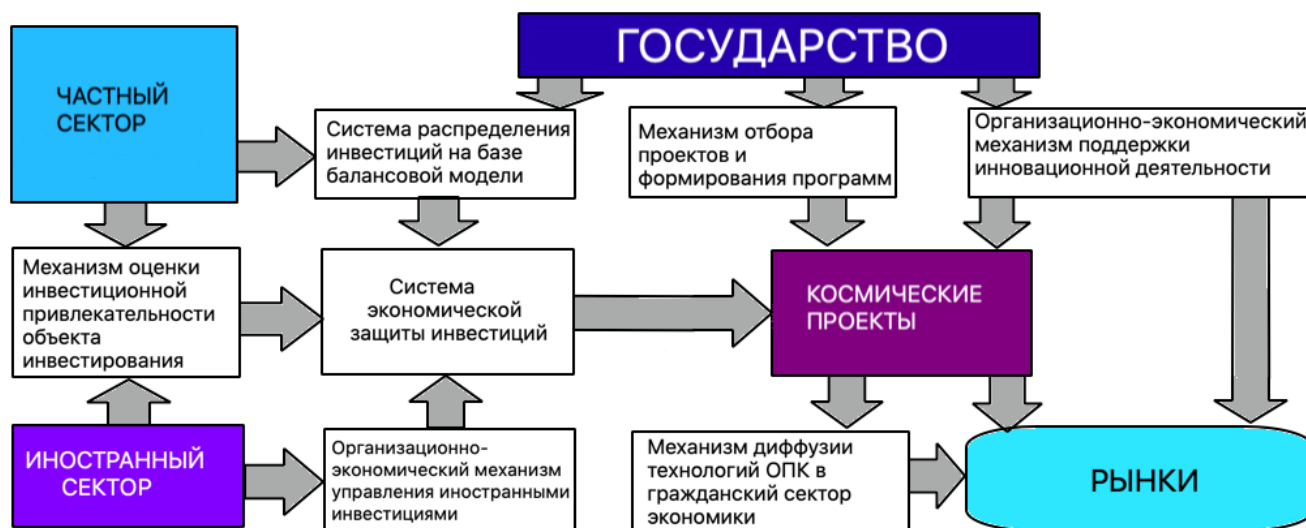 ГОСУДАРСТВО
ЧАСТНЫЙ
СЕКТОР
Система распределения
инвестиций на базе
балансовой модели
Механизм отбора
проектов и
формирования программ
Организационно-экономический
механизм поддержки
инновационной деятельности
Механизм оценки
инвестиционной
привлекательности
объекта
инвестирования
Система
экономической
защиты инвестиций
КОСМИЧЕСКИЕ
ПРОЕКТЫ
ИНОСТРАННЫЙ
СЕКТОР
Организационно-
экономический механизм
управления иностранными
инвестициями
Механизм диффузии
технологий ОПК в
гражданский сектор
экономики
РЫНКИ